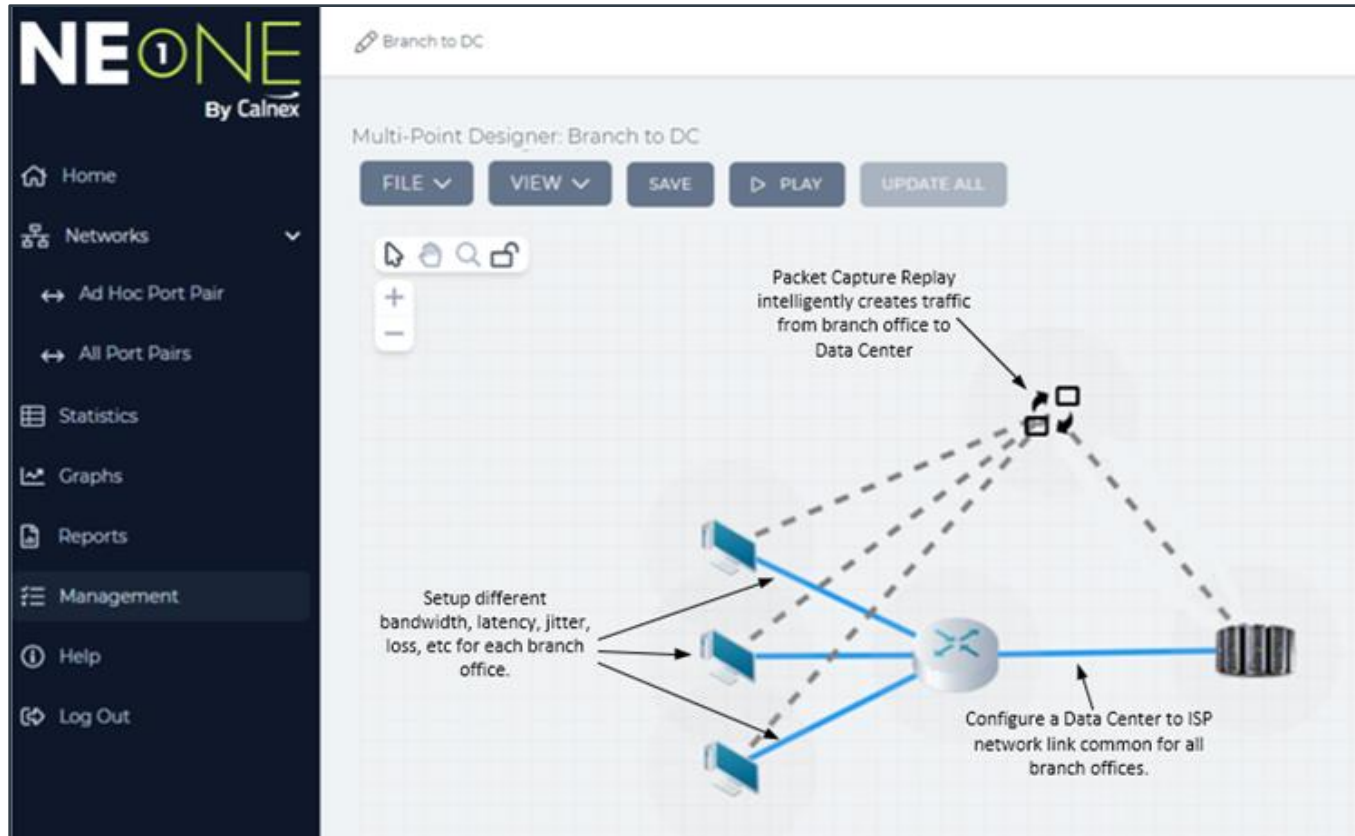 NE1NE
By Calnex
Home
Networks
Ad Hoc Port Pair
All Port Pairs
Statistics
Graphs
Reports
Management
Help
Log Out
Branch to DC
Multi-Point Designer: Branch to DC
FILE
VIEW
SAVE
PLAY
UPDATE ALL
Packet Capture Replay
intelligently creates traffic
from branch office to
Data Center
Setup different
bandwidth, latency, jitter,
loss, etc for each branch
office.
Configure a Data Center to ISP
network link common for all
branch offices.